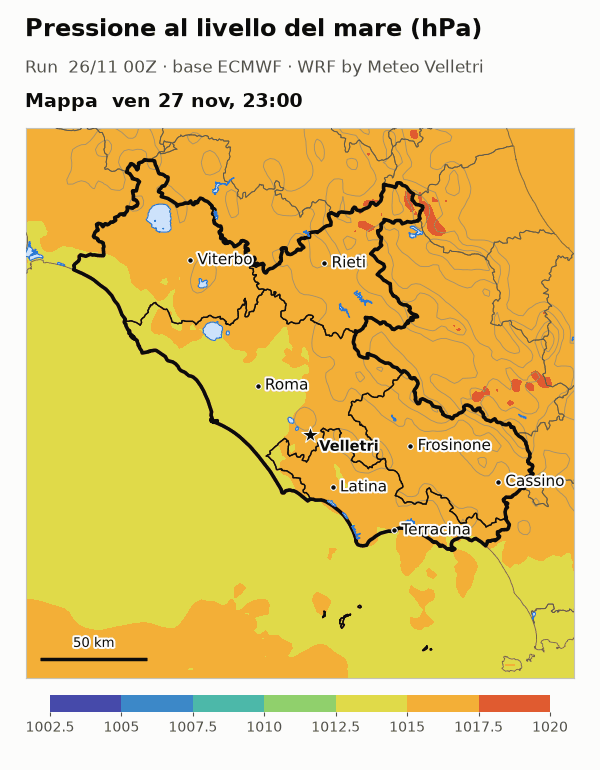 Pressione al livello del mare (hPa)
Run 26/11 00Z · base ECMWF · WRF by Meteo Velletri
Mappa ven 27 nov, 23:00
Viterbo
Rieti
Roma
Velletri
Frosinone
Latina
Cassino
Terracina
50 km
1002.5 1005 1007.5 1010 1012.5 1015 1017.5 1020